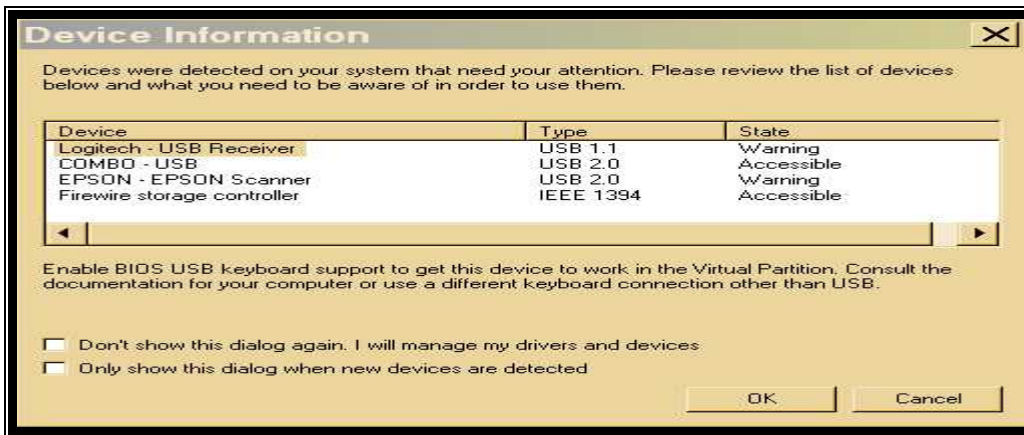 Device Information
Devices were detected on your system that need your attention. Please review the list of devices
below and what you need to be aware of in order to use them.
Device Type State
Logitech - USB Receiver USB 1.1 Warning
COMBO - USB USB 2.0 Accessible
EPSON - EPSON Scanner USB 2.0 Warning
Firewire storage controller IEEE 1394 Accessible
Enable BIOS USB keyboard support to get this device to work in the Virtual Partition. Consult the
documentation for your computer or use a different keyboard connection other than USB.
Don't show this dialog again. I will manage my drivers and devices
Only show this dialog when new devices are detected
OK Cancel